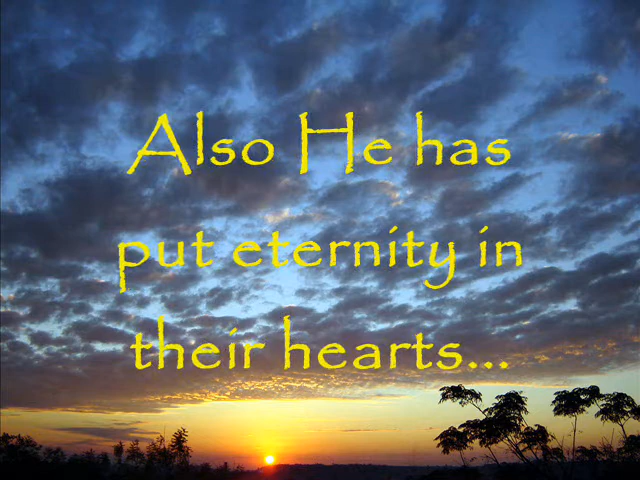 Also He has
put eternity in
their hearts...